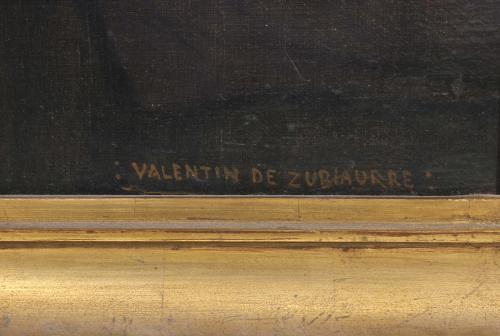 : VALENTIN DE ZUBIAURRE :